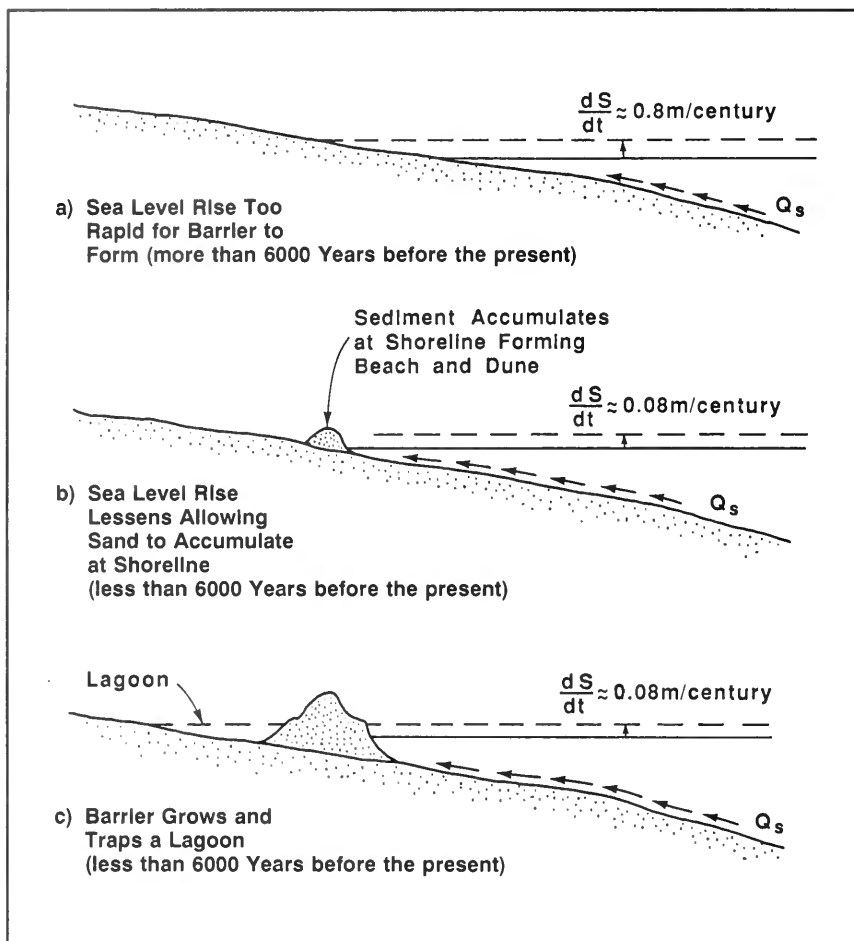 dS/dt ≈ 0.8m/century
Qs
a) Sea Level Rise Too
Rapid for Barrier to
Form (more than 6000 Years before the present)
Sediment Accumulates
at Shoreline Forming
Beach and Dune
dS/dt ≈ 0.08m/century
Qs
b) Sea Level Rise
Lessens Allowing
Sand to Accumulate
at Shoreline
(less than 6000 Years before the present)
Lagoon
dS/dt ≈ 0.08m/century
Qs
c) Barrier Grows and
Traps a Lagoon
(less than 6000 Years before the present)